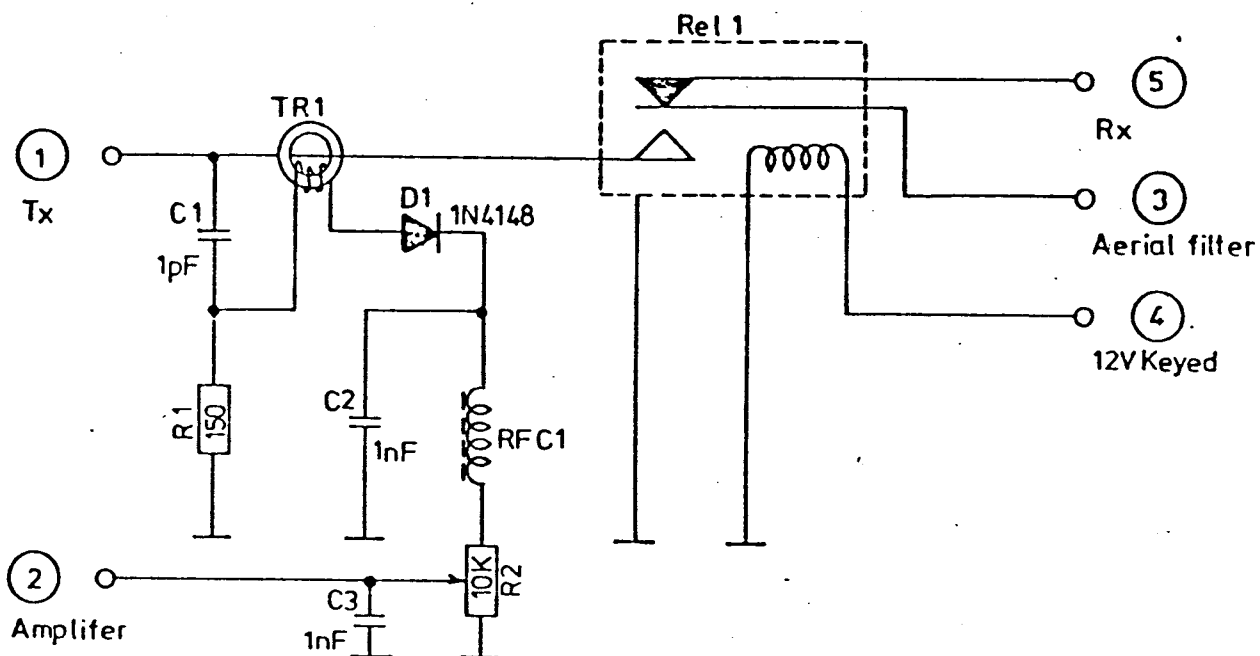 Rel 1
5
Rx
TR1
1
Tx
C1
1pF
D1
1N4148
3
Aerial filter
4
12V Keyed
R1
150
C2
1nF
RFC1
2
Amplifer
C3
1nF
10K
R2